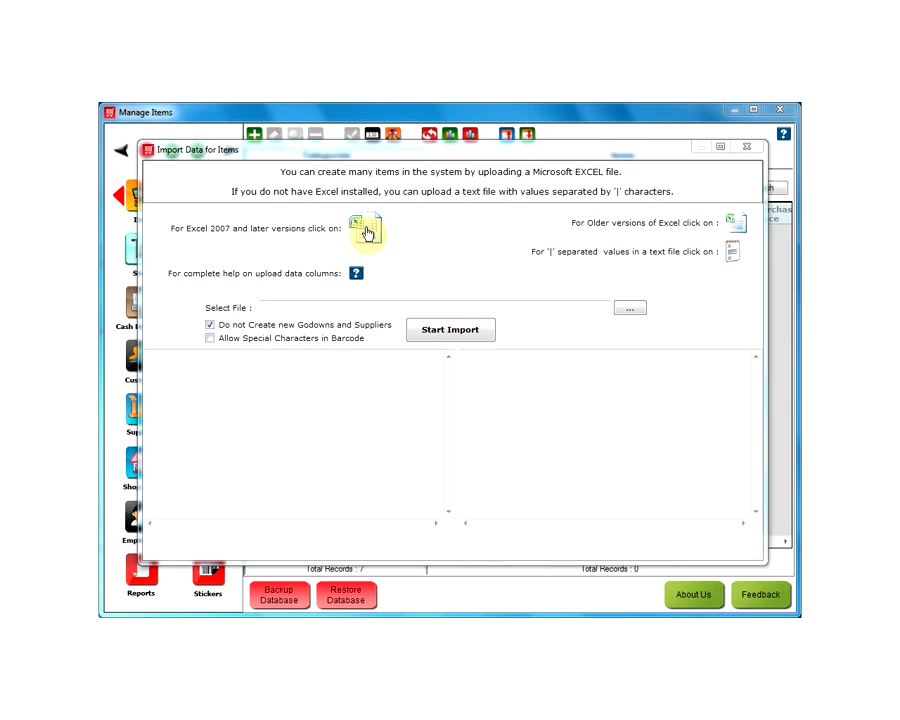 Manage Items
Import Data for Items
You can create many items in the system by uploading a Microsoft EXCEL file.
If you do not have Excel installed, you can upload a text file with values separated by '|' characters.
For Excel 2007 and later versions click on:
For Older versions of Excel click on :
For '|' separated values in a text file click on :
For complete help on upload data columns:
Select File :
...
Do not Create new Godowns and Suppliers
Allow Special Characters in Barcode
Start Import
Total Records : 7
Total Records : 0
Reports
Stickers
Backup Database
Restore Database
About Us
Feedback